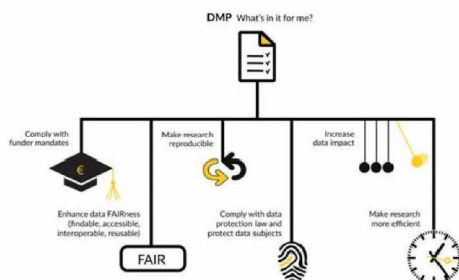 DMP What's in it for me?
Comply with
funder mandates
€
Enhance data FAIRness
(findable, accessible,
interoperable, reusable)
FAIR
Make research
reproducible
Comply with data
protection law and
protect data subjects
Increase
data impact
Make research
more efficient